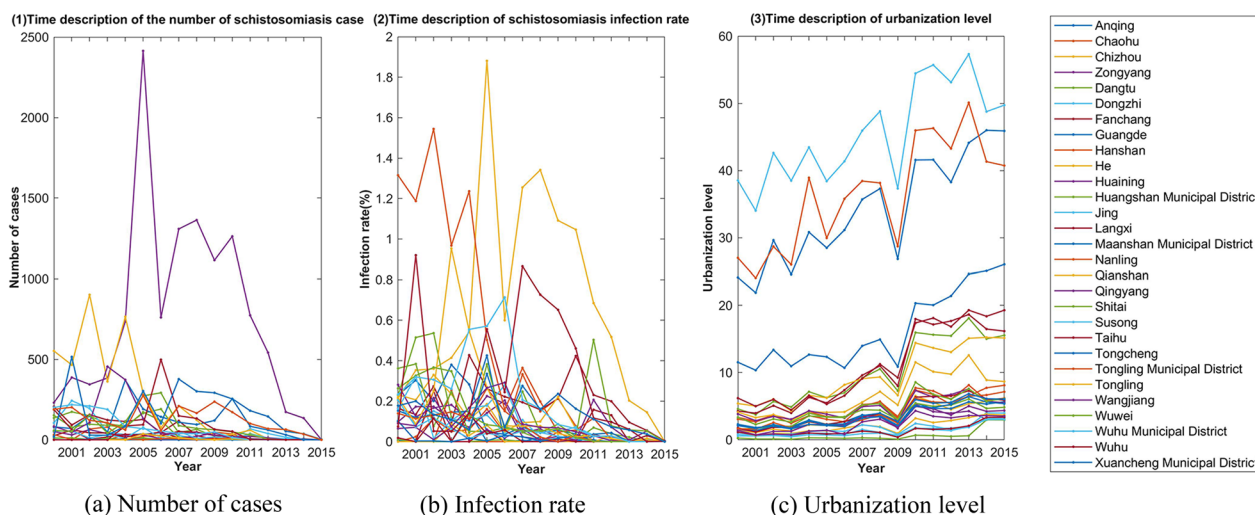 (1)Time description of the number of schistosomiasis case
Number of cases
2500
2000
1500
1000
500
0
2001 2003 2005 2007 2009 2011 2013 2015
Year
(a) Number of cases
(2)Time description of schistosomiasis infection rate
Infection rate(%)
2
1.8
1.6
1.4
1.2
1
0.8
0.6
0.4
0.2
0
2001 2003 2005 2007 2009 2011 2013 2015
Year
(b) Infection rate
(3)Time description of urbanization level
Urbanization level
60
50
40
30
20
10
0
2001 2003 2005 2007 2009 2011 2013 2015
Year
(c) Urbanization level
Anqing
Chaohu
Chizhou
Zongyang
Dangtu
Dongzhi
Fanchang
Guangde
Hanshan
He
Huaining
Huangshan Municipal District
Jing
Langxi
Maanshan Municipal District
Nanling
Qianshan
Qingyang
Shitai
Susong
Taihu
Tongcheng
Tongling Municipal District
Tongling
Wangjiang
Wuwei
Wuhu Municipal District
Wuhu
Xuancheng Municipal District